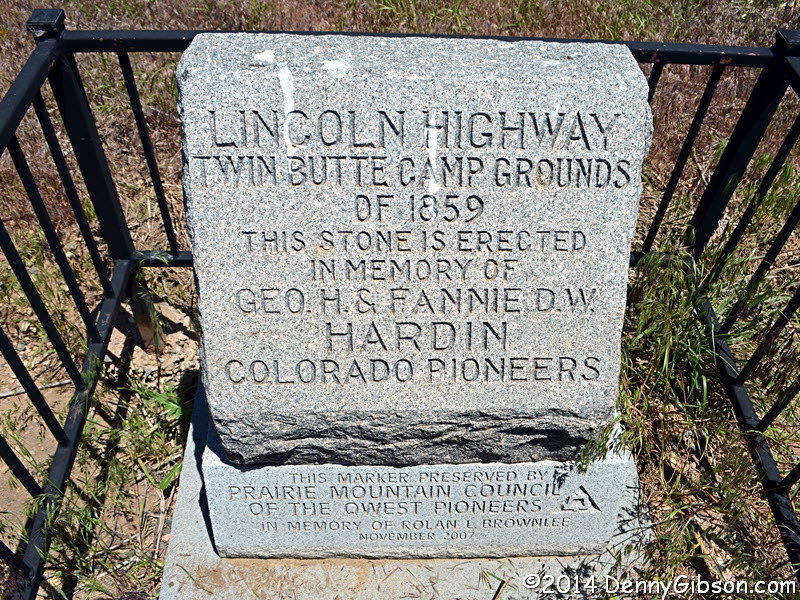 LINCOLN HIGHWAY
TWIN BUTTE CAMP GROUNDS
OF 1859
THIS STONE IS ERECTED
IN MEMORY OF
GEO. H. & FANNIE D. W.
HARDIN
COLORADO PIONEERS
THIS MARKER PRESERVED BY
PRAIRIE MOUNTAIN COUNCIL
OF THE QWEST PIONEERS
IN MEMORY OF ROLAN L. BROWNLEE
NOVEMBER 2007
©2014 DennyGibson.com